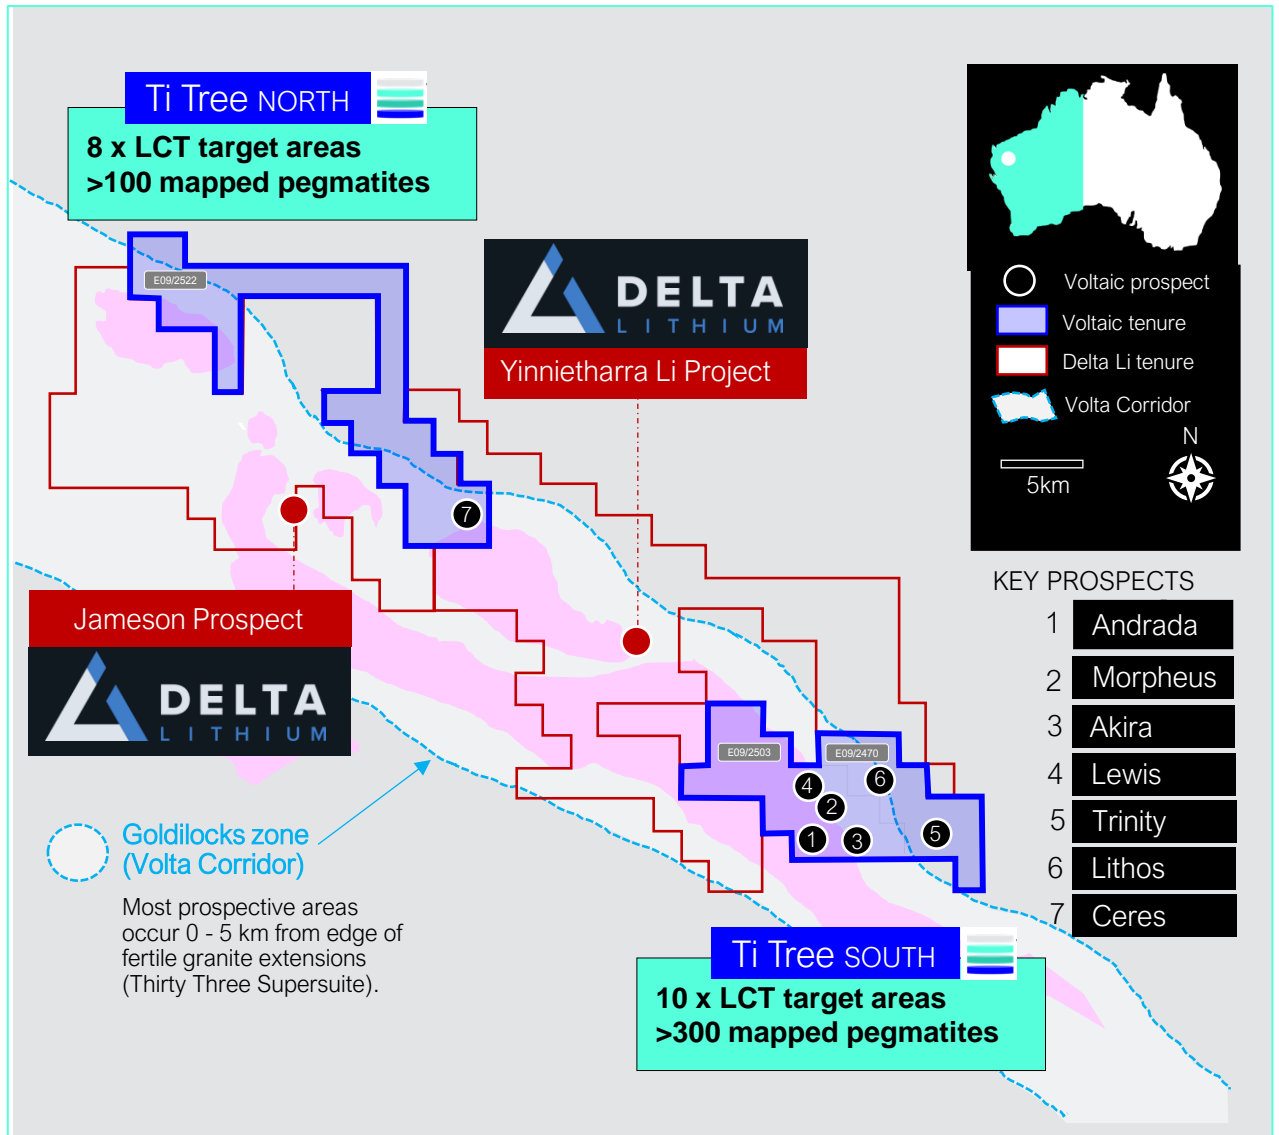 Ti Tree NORTH
8 x LCT target areas
>100 mapped pegmatites
E09/2522
DELTA
LITHIUM
Yinnietharra Li Project
Voltaic prospect
Voltaic tenure
Delta Li tenure
Volta Corridor
N
5km
7
Jameson Prospect
DELTA
LITHIUM
E09/2503
E09/2470
6
4
2
1
3
5
Goldilocks zone
(Volta Corridor)
Most prospective areas
occur 0 - 5 km from edge of
fertile granite extensions
(Thirty Three Supersuite).
KEY PROSPECTS
1 Andrada
2 Morpheus
3 Akira
4 Lewis
5 Trinity
6 Lithos
7 Ceres
Ti Tree SOUTH
10 x LCT target areas
>300 mapped pegmatites